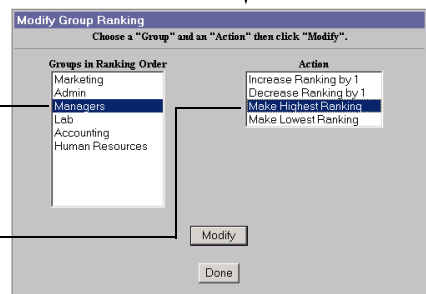 Modify Group Ranking
Choose a "Group" and an "Action" then click "Modify".
Groups in Ranking Order
Marketing
Admin
Managers
Lab
Accounting
Human Resources
Action
Increase Ranking by 1
Decrease Ranking by 1
Make Highest Ranking
Make Lowest Ranking
Modify
Done